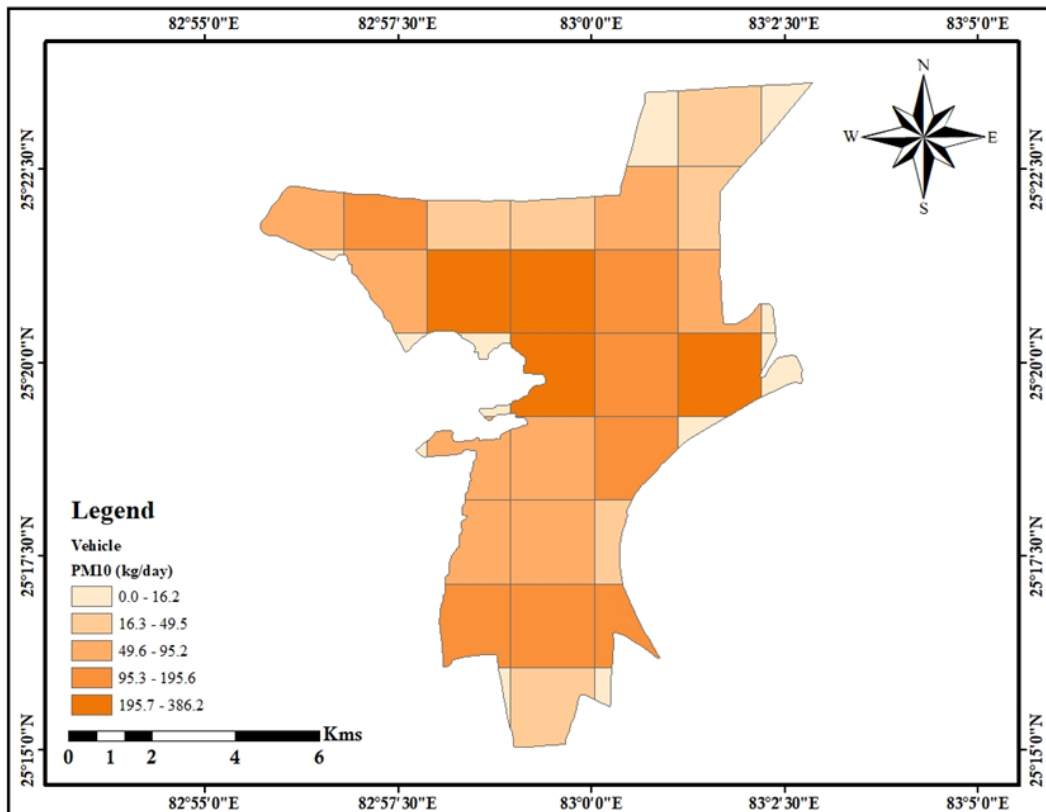 82°55'0"E 82°57'30"E 83°0'0"E 83°2'30"E 83°5'0"E
N
W E
S
25°22'30"N 25°22'30"N
25°20'0"N 25°20'0"N
25°17'30"N 25°17'30"N
25°15'0"N 25°15'0"N
Legend
Vehicle
PM10 (kg/day)
0.0 - 16.2
16.3 - 49.5
49.6 - 95.2
95.3 - 195.6
195.7 - 386.2
Kms
0 1 2 4 6
82°55'0"E 82°57'30"E 83°0'0"E 83°2'30"E 83°5'0"E